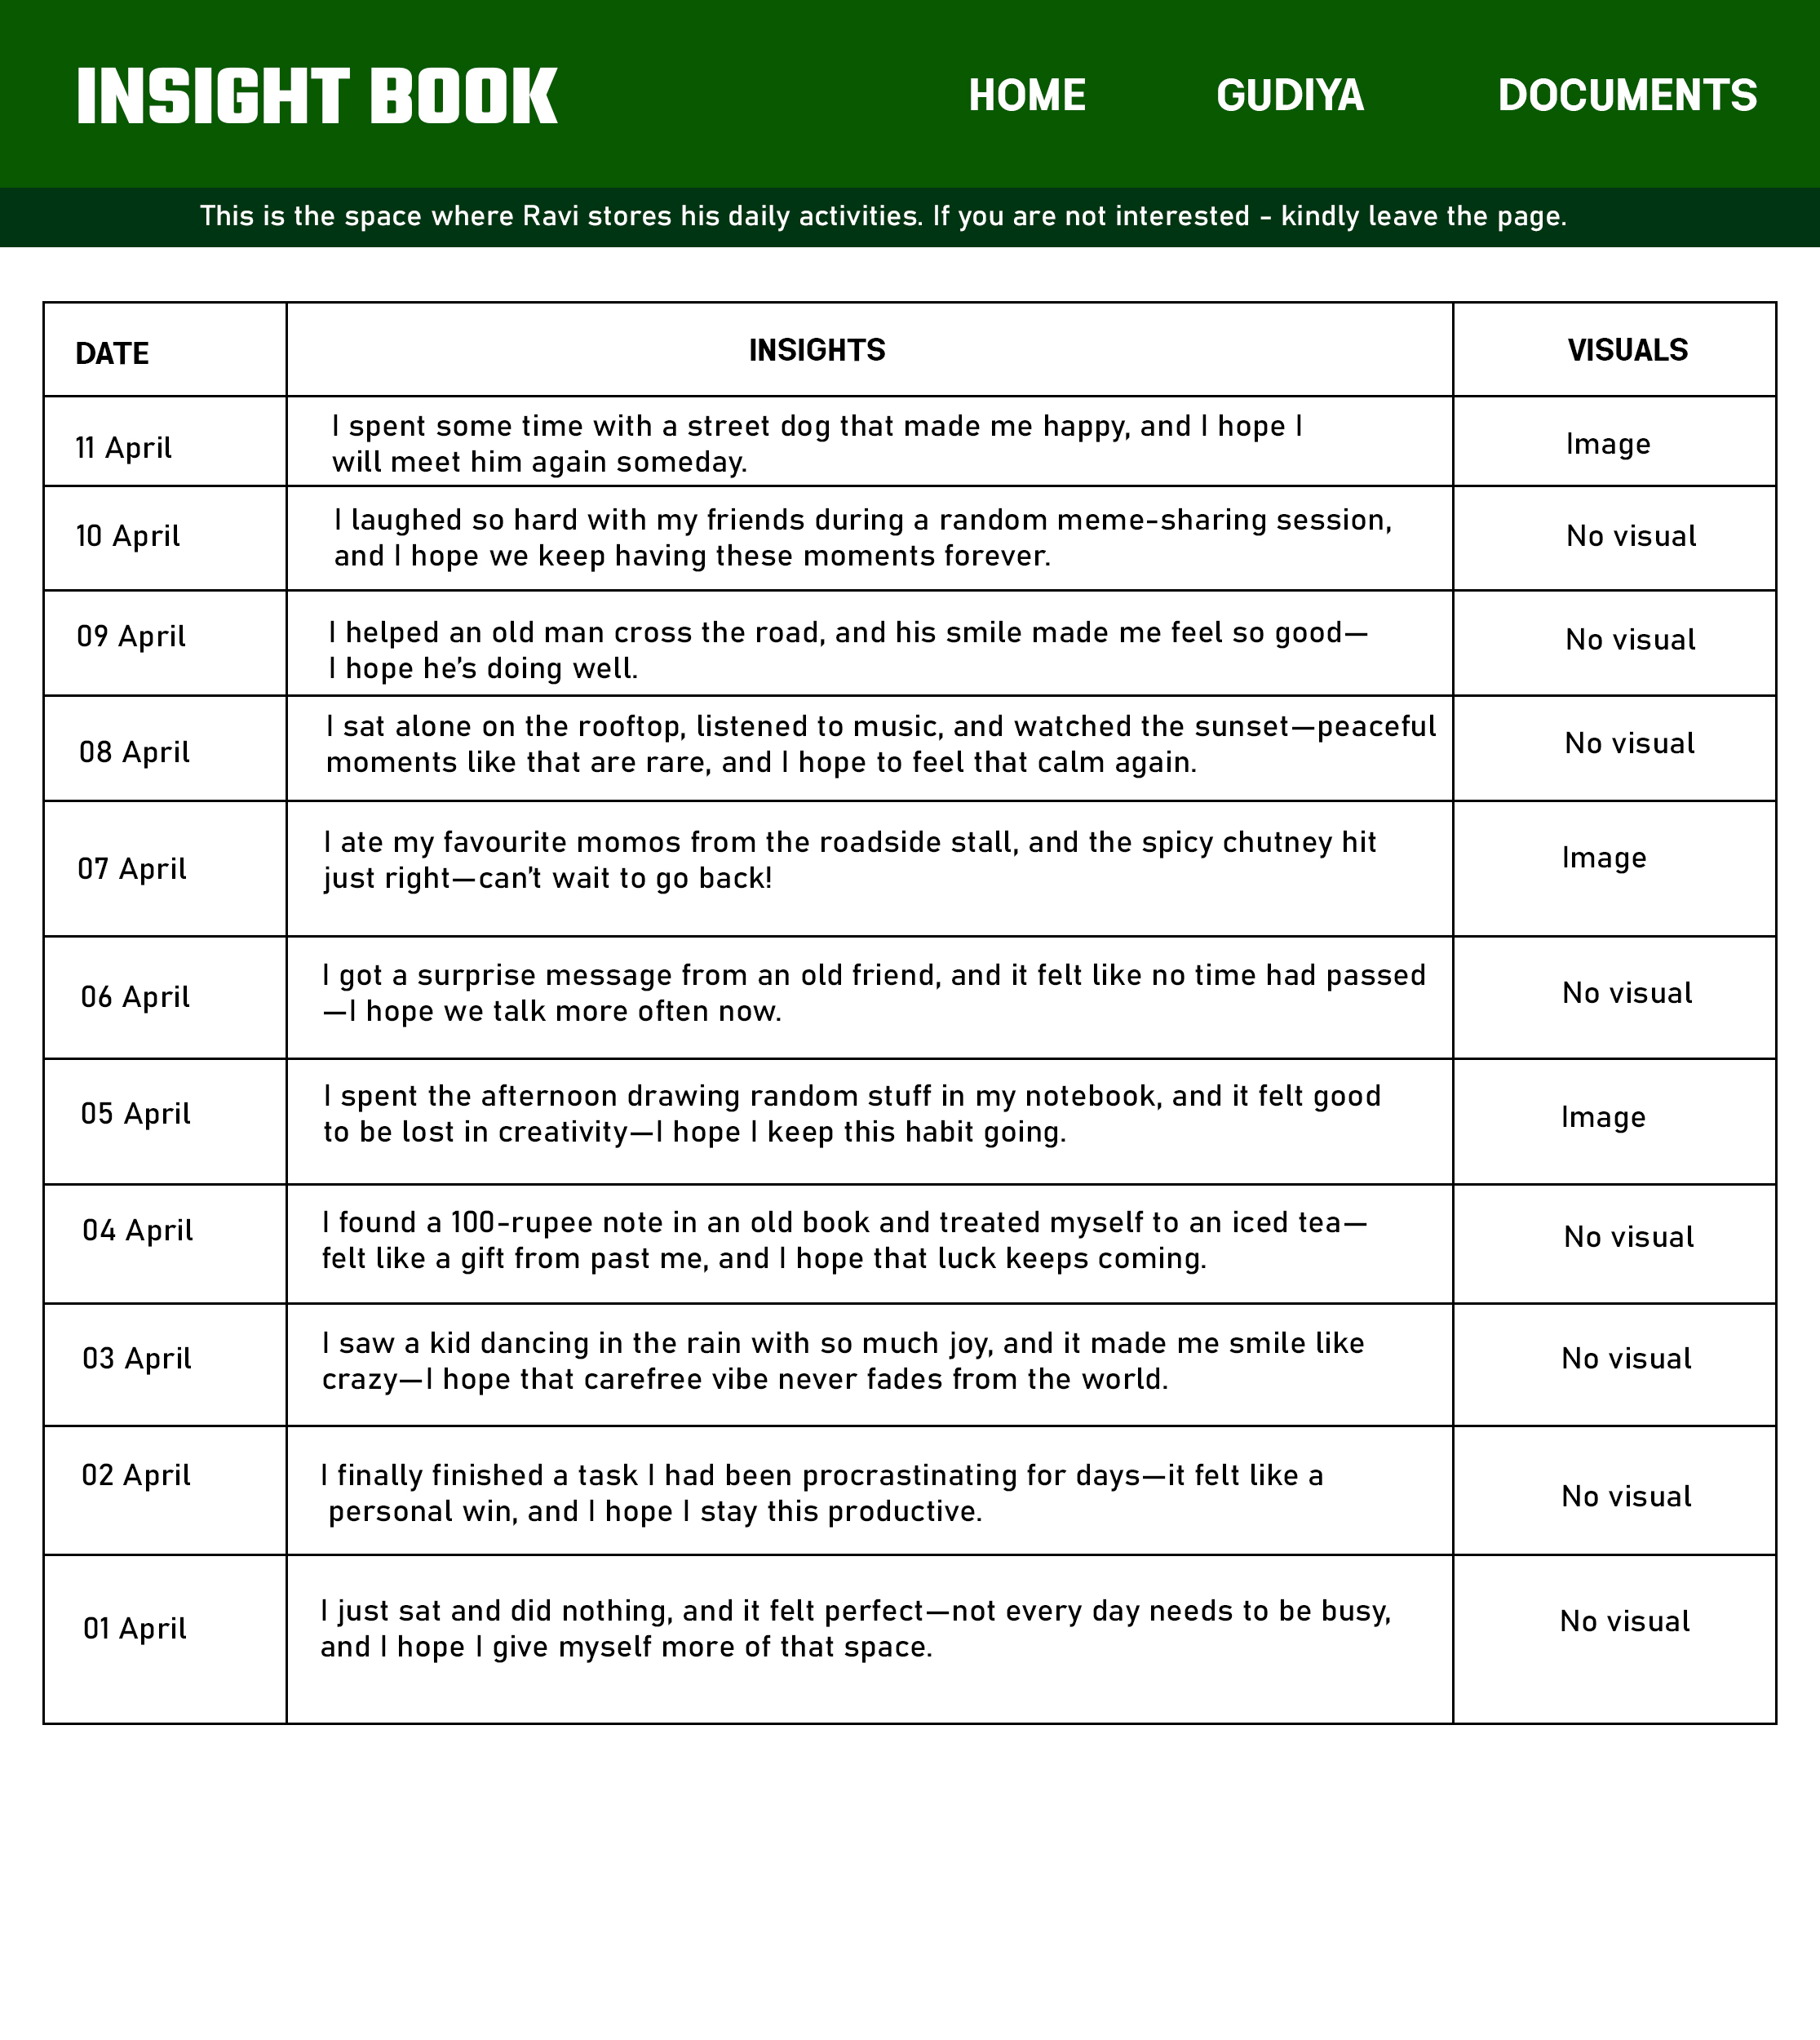 INSIGHT BOOK
HOME
GUDIYA
DOCUMENTS
This is the space where Ravi stores his daily activities. If you are not interested - kindly leave the page.
DATE
INSIGHTS
VISUALS
11 April
I spent some time with a street dog that made me happy, and I hope I
will meet him again someday.
Image
10 April
I laughed so hard with my friends during a random meme-sharing session,
and I hope we keep having these moments forever.
No visual
09 April
I helped an old man cross the road, and his smile made me feel so good—
I hope he’s doing well.
No visual
08 April
I sat alone on the rooftop, listened to music, and watched the sunset—peaceful
moments like that are rare, and I hope to feel that calm again.
No visual
07 April
I ate my favourite momos from the roadside stall, and the spicy chutney hit
just right—can’t wait to go back!
Image
06 April
I got a surprise message from an old friend, and it felt like no time had passed
—I hope we talk more often now.
No visual
05 April
I spent the afternoon drawing random stuff in my notebook, and it felt good
to be lost in creativity—I hope I keep this habit going.
Image
04 April
I found a 100-rupee note in an old book and treated myself to an iced tea—
felt like a gift from past me, and I hope that luck keeps coming.
No visual
03 April
I saw a kid dancing in the rain with so much joy, and it made me smile like
crazy—I hope that carefree vibe never fades from the world.
No visual
02 April
I finally finished a task I had been procrastinating for days—it felt like a
personal win, and I hope I stay this productive.
No visual
01 April
I just sat and did nothing, and it felt perfect—not every day needs to be busy,
and I hope I give myself more of that space.
No visual